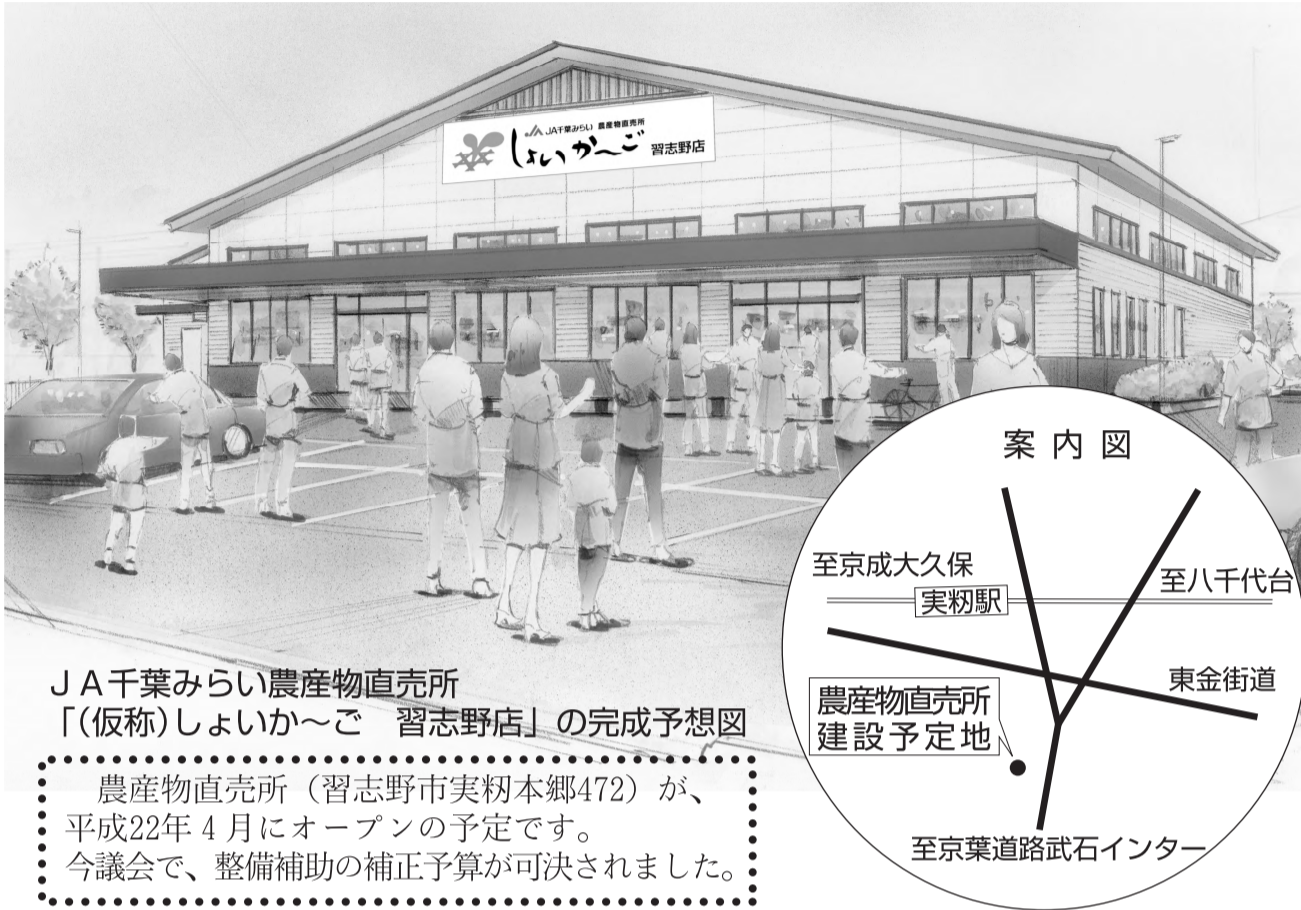 JA千葉みらい 農産物直売所
しょいか〜ご 習志野店
案内図
至京成大久保
至八千代台
実籾駅
東金街道
農産物直売所
建設予定地
至京葉道路武石インター
JA千葉みらい農産物直売所
「(仮称)しょいか〜ご　習志野店」の完成予想図
農産物直売所（習志野市実籾本郷472）が、
平成22年4月にオープンの予定です。
今議会で、整備補助の補正予算が可決されました。